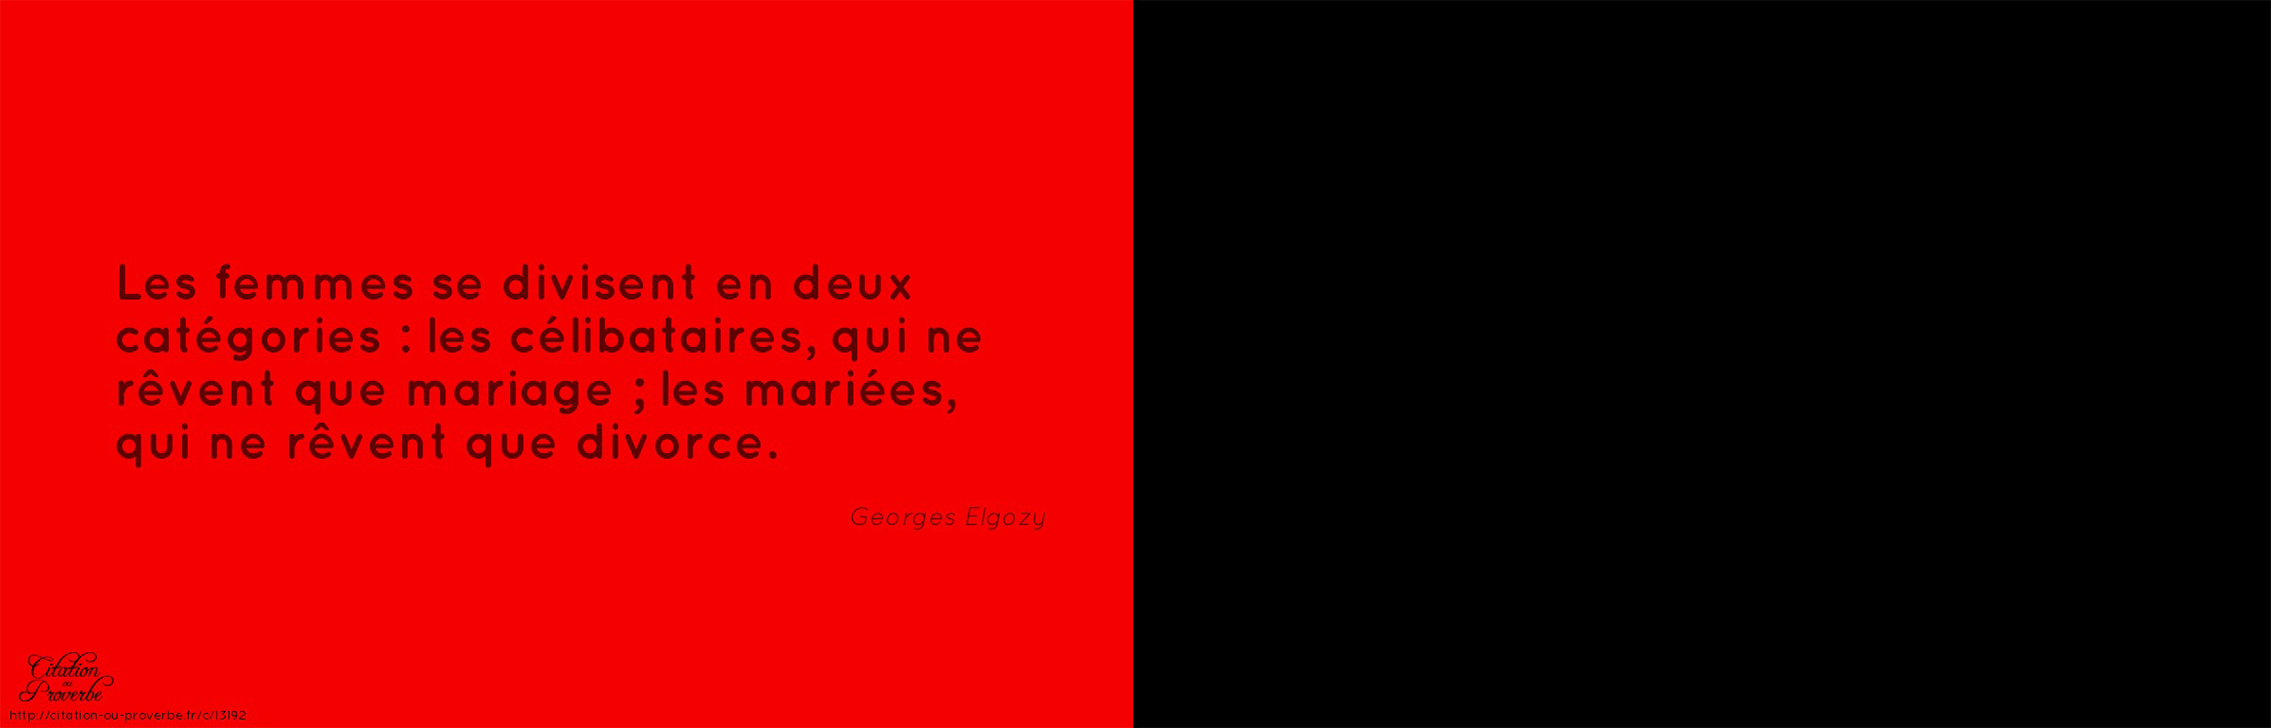 Les femmes se divisent en deux
catégories : les célibataires, qui ne
rêvent que mariage ; les mariées,
qui ne rêvent que divorce.
Georges Elgozy
Citation
ou
Proverbe
http://citation-ou-proverbe.fr/c/13192